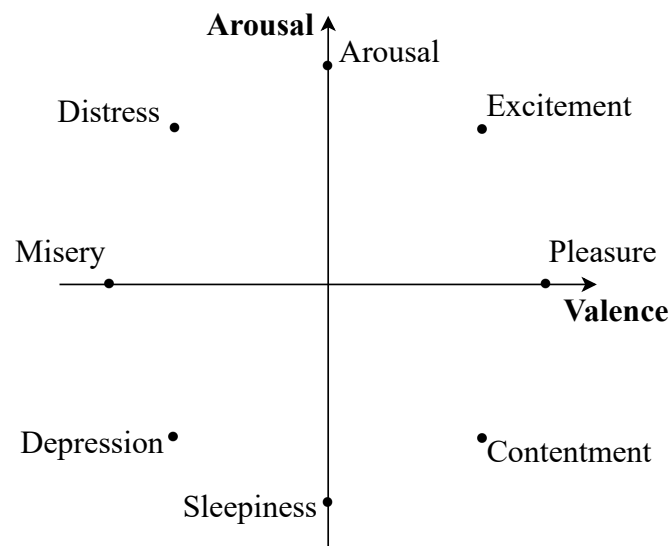 Arousal
Arousal
Distress
Excitement
Misery
Pleasure
Valence
Depression
Contentment
Sleepiness